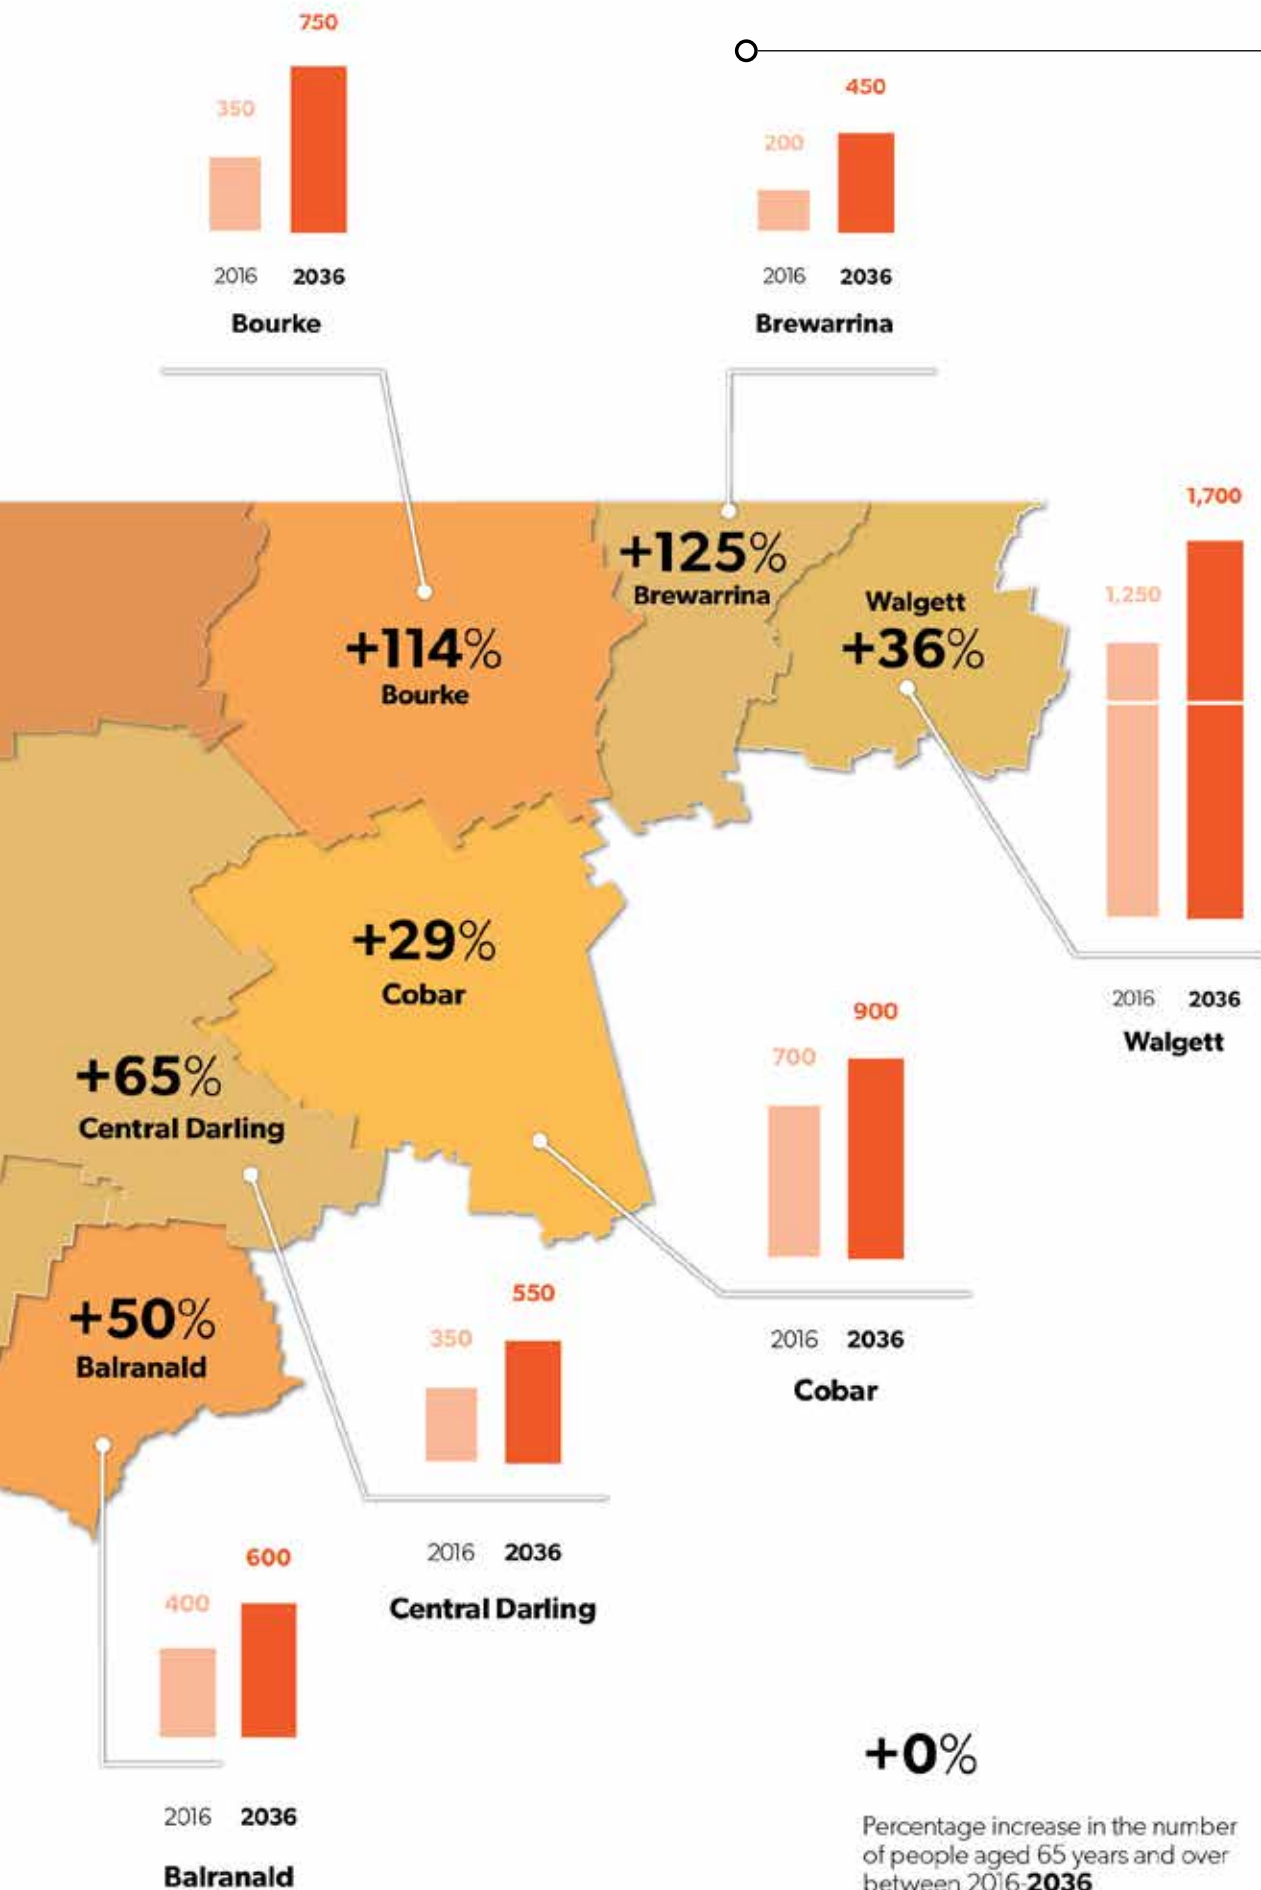 750
350
2016 2036
Bourke
450
200
2016 2036
Brewarrina
+114%
Bourke
+125%
Brewarrina
Walgett
+36%
1,700
1,250
2016 2036
Walgett
+29%
Cobar
900
700
2016 2036
Cobar
+65%
Central Darling
550
350
2016 2036
Central Darling
+50%
Balranald
600
400
2016 2036
Balranald
+0%
Percentage increase in the number
of people aged 65 years and over
between 2016-2036